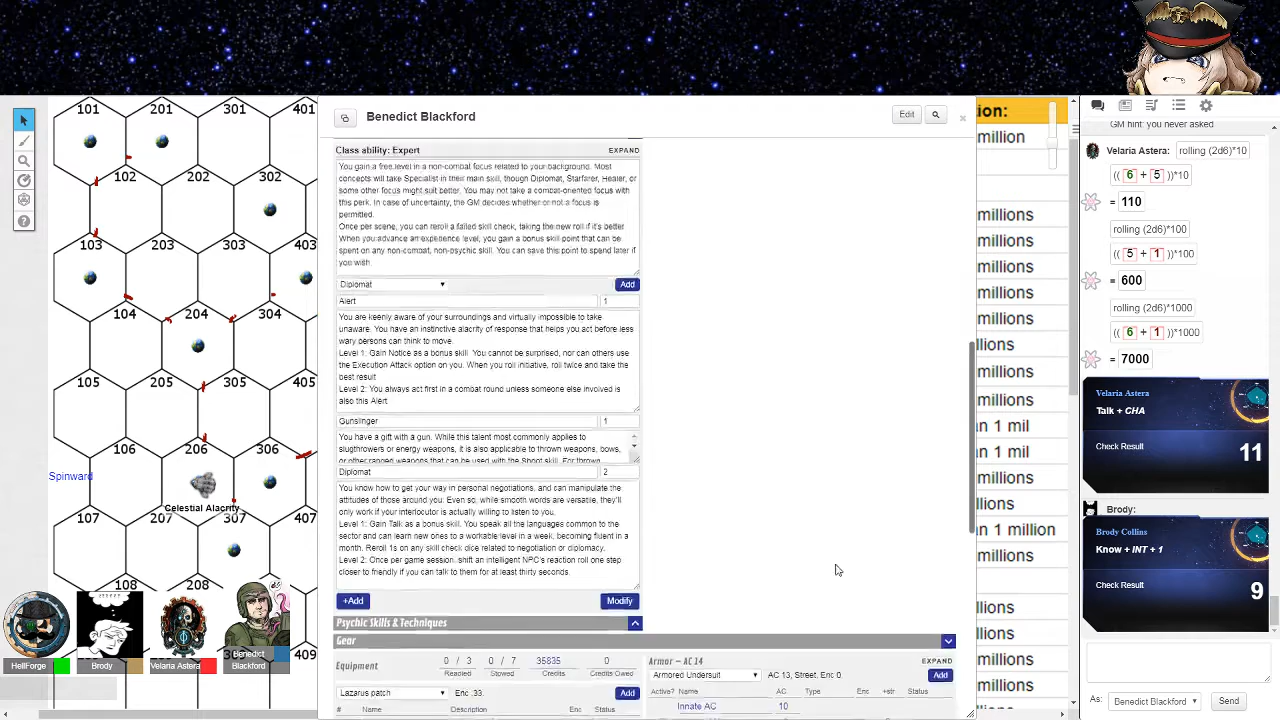 101
201
301
401
102
202
302
103
203
303
403
104
204
304
105
205
305
405
106
206
306
Spinward
Celestial Alacrity
107
207
307
407
108
208
409
HellForge
Brody
Velaria Astera
Benedict
Blackford
Benedict Blackford
Edit
Class ability: Expert
EXPAND
You gain a free level in a non-combat focus related to your background. Most
concepts will take Specialist in their main skill, though Diplomat, Starfarer, Healer, or
some other focus might suit better. You may not take a combat-oriented focus with
this perk. In case of uncertainty, the GM decides whether or not a focus is
permitted.
Once per scene, you can reroll a failed skill check, taking the new roll if it's better
When you advance an experience level, you gain a bonus skill point that can be
spent on any non-combat, non-psychic skill. You can save this point to spend later if
you wish.
Diplomat
Add
Alert
1
You are keenly aware of your surroundings and virtually impossible to take
unaware. You have an instinctive alacrity of response that helps you act before less
wary persons can think to move.
Level 1: Gain Notice as a bonus skill You cannot be surprised, nor can others use
the Execution Attack option on you. When you roll initiative, roll twice and take the
best result
Level 2: You always act first in a combat round unless someone else involved is
also this Alert.
Gunslinger
1
You have a gift with a gun. While this talent most commonly applies to
slugthrowers or energy weapons, it is also applicable to thrown weapons, bows,
or other ranged weapons that can be used with the Shoot skill. For thrown
Diplomat
2
You know how to get your way in personal negotiations, and can manipulate the
attitudes of those around you. Even so, while smooth words are versatile, they'll
only work if your interlocutor is actually willing to listen to you,
Level 1: Gain Talk as a bonus skill. You speak all the languages common to the
sector and can learn new ones to a workable level in a week, becoming fluent in a
month. Reroll 1s on any skill check dice related to negotiation or diplomacy.
Level 2: Once per game session, shift an intelligent NPC's reaction roll one step
closer to friendly if you can talk to them for at least thirty seconds.
+Add
Modify
Psychic Skills & Techniques
Gear
Equipment
0 / 3
Readied
0 / 7
Stowed
35835
Credits
0
Credits Owed
Lazarus patch
Enc .33.
Add
# Name Description Enc Status
Armor – AC 14
EXPAND
Armored Undersuit
AC 13, Street. Enc 0.
Add
Active? Name AC Type Enc +str Status
Innate AC 10
ion:
million
millions
millions
millions
millions
millions
llions
millions
millions
n 1 mil
n 1 mil
millions
llions
an 1 million
millions
llions
millions
millions
millions
GM hint: you never asked
Velaria Astera:
rolling (2d6)*10
(( 6 + 5 ))*10
= 110
rolling (2d6)*100
(( 5 + 1 ))*100
= 600
rolling (2d6)*1000
(( 6 + 1 ))*1000
= 7000
Velaria Astera
Talk + CHA
Check Result
11
Brody:
Brody Collins
Know + INT + 1
Check Result
9
As:
Benedict Blackford
Send